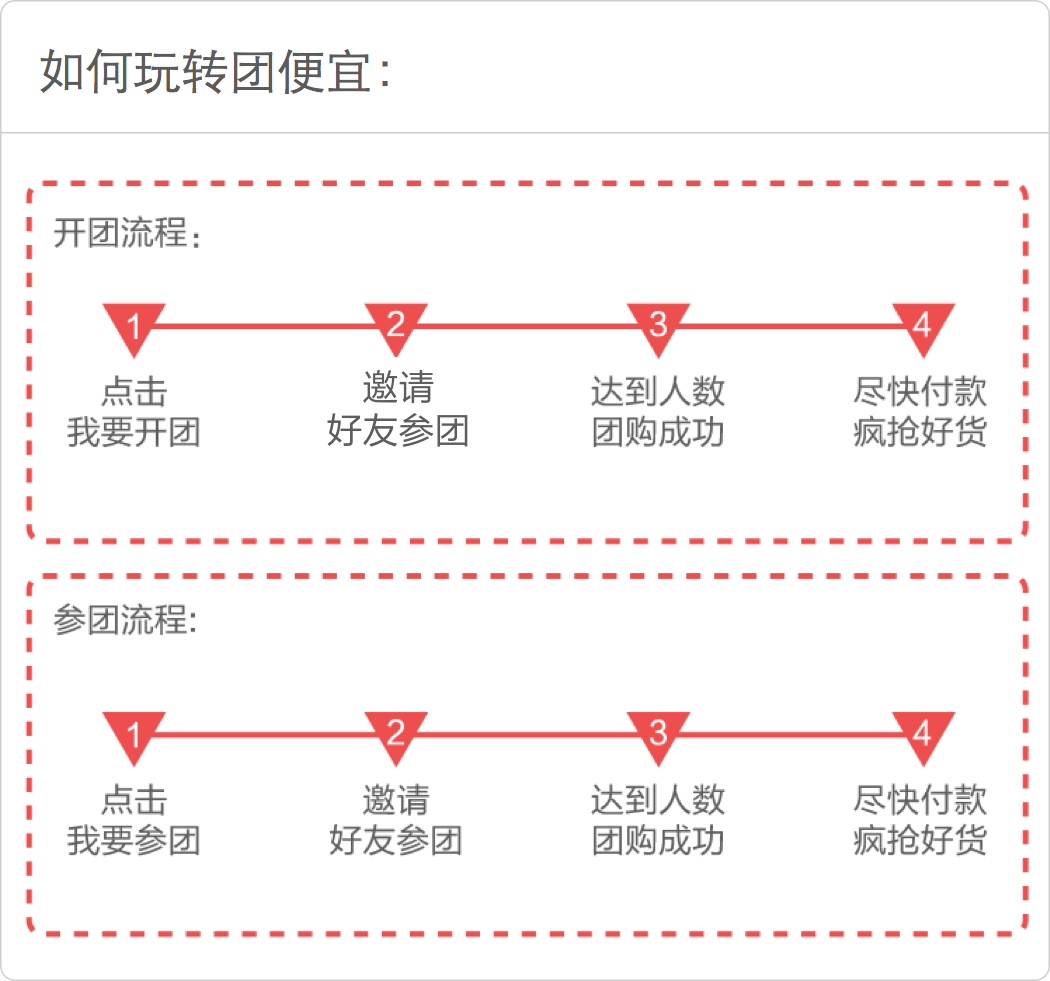 如何玩转团便宜：
开团流程：
1 2 3 4
点击 邀请 达到人数 尽快付款
我要开团 好友参团 团购成功 疯抢好货
参团流程:
1 2 3 4
点击 邀请 达到人数 尽快付款
我要参团 好友参团 团购成功 疯抢好货